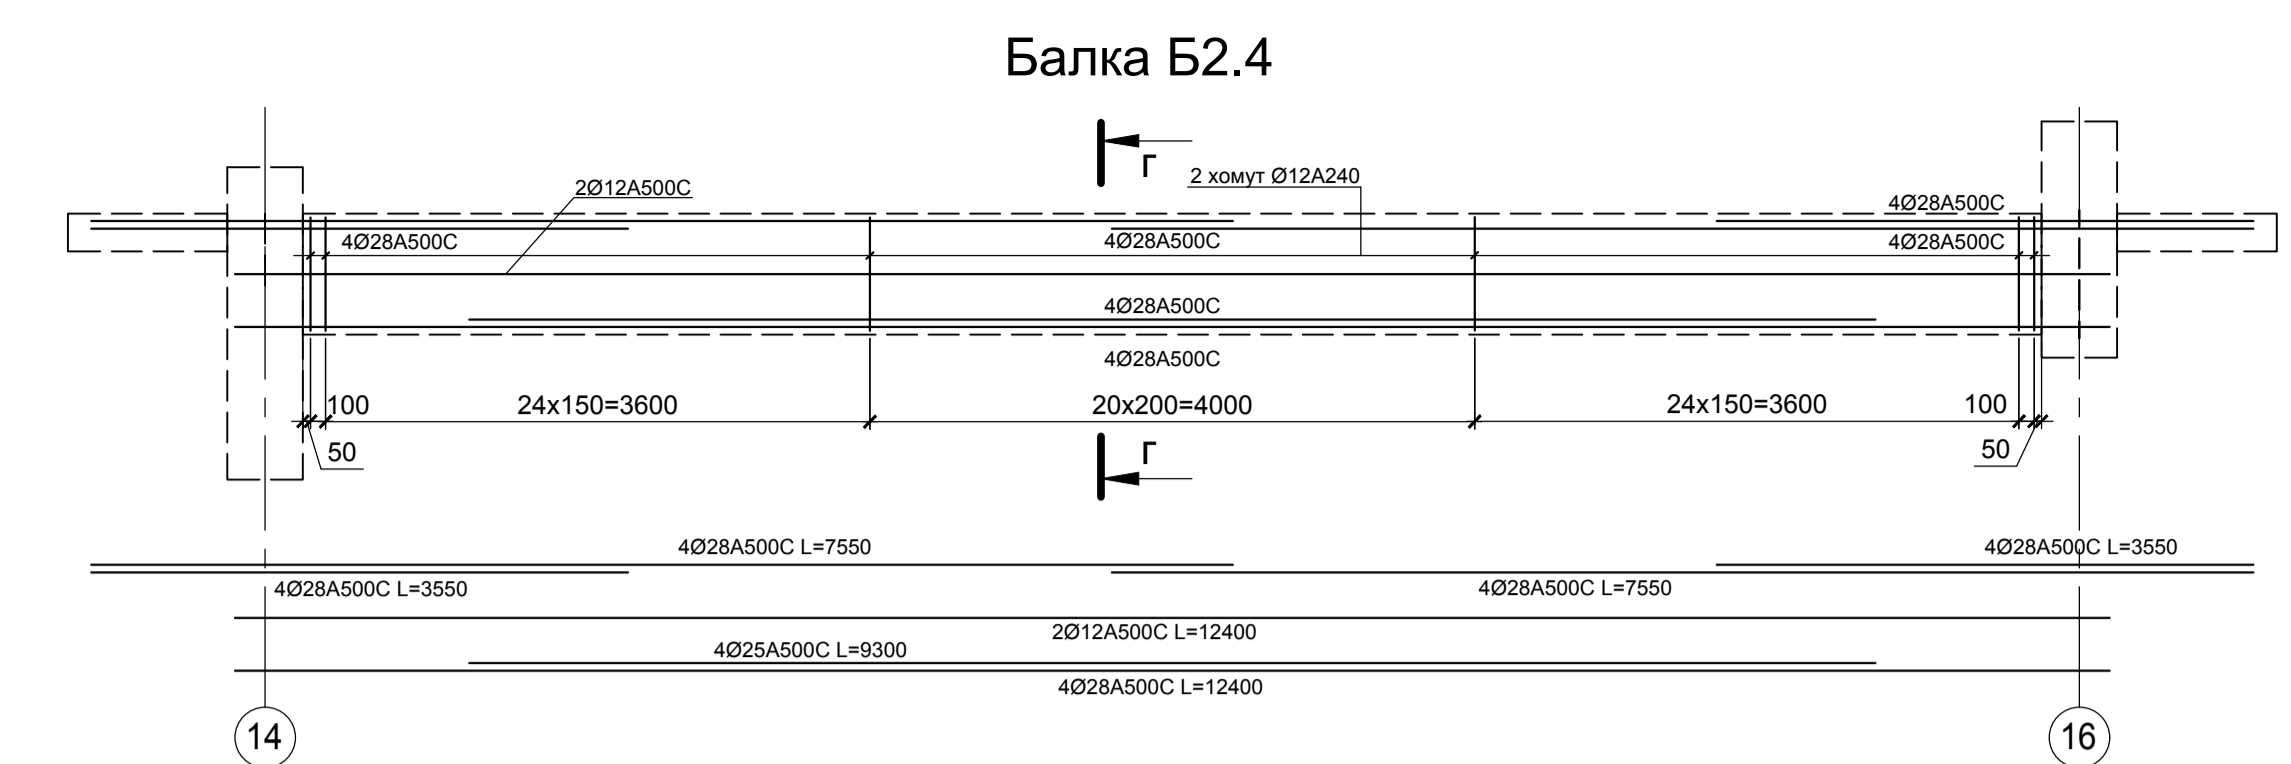 Балка Б2.4
Г
2Ø12А500С
2 хомут Ø12А240
4Ø28А500С
4Ø28А500С
4Ø28А500С
4Ø28А500С
4Ø28А500С
4Ø28А500С
100
24х150=3600
20х200=4000
24х150=3600
100
50
Г
50
4Ø28А500С L=7550
4Ø28А500С L=3550
4Ø28А500С L=3550
4Ø28А500С L=7550
2Ø12А500С L=12400
4Ø25А500С L=9300
4Ø28А500С L=12400
14
16